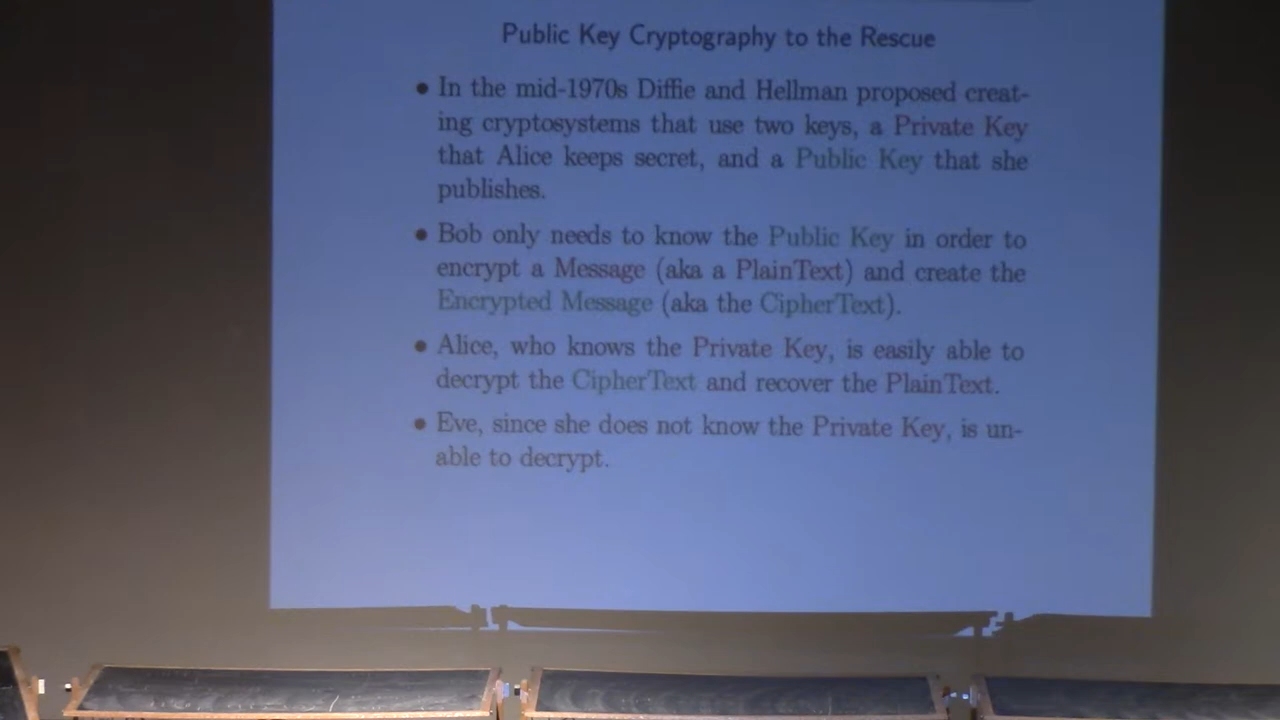 Public Key Cryptography to the Rescue
• In the mid-1970s Diffie and Hellman proposed creat-
ing cryptosystems that use two keys, a Private Key
that Alice keeps secret, and a Public Key that she
publishes.
• Bob only needs to know the Public Key in order to
encrypt a Message (aka a PlainText) and create the
Encrypted Message (aka the CipherText).
• Alice, who knows the Private Key, is easily able to
decrypt the CipherText and recover the PlainText.
• Eve, since she does not know the Private Key, is un-
able to decrypt.